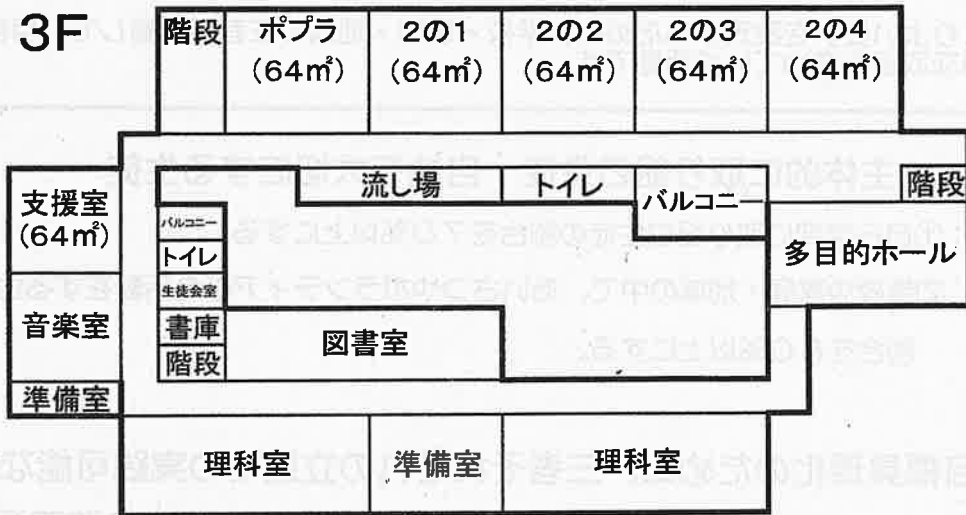 3F
階段
ポプラ
(64㎡)
2の1
(64㎡)
2の2
(64㎡)
2の3
(64㎡)
2の4
(64㎡)
支援室
(64㎡)
流し場
トイレ
バルコニー
階段
バルコニー
トイレ
多目的ホール
生徒会室
音楽室
書庫
図書室
階段
準備室
理科室
準備室
理科室